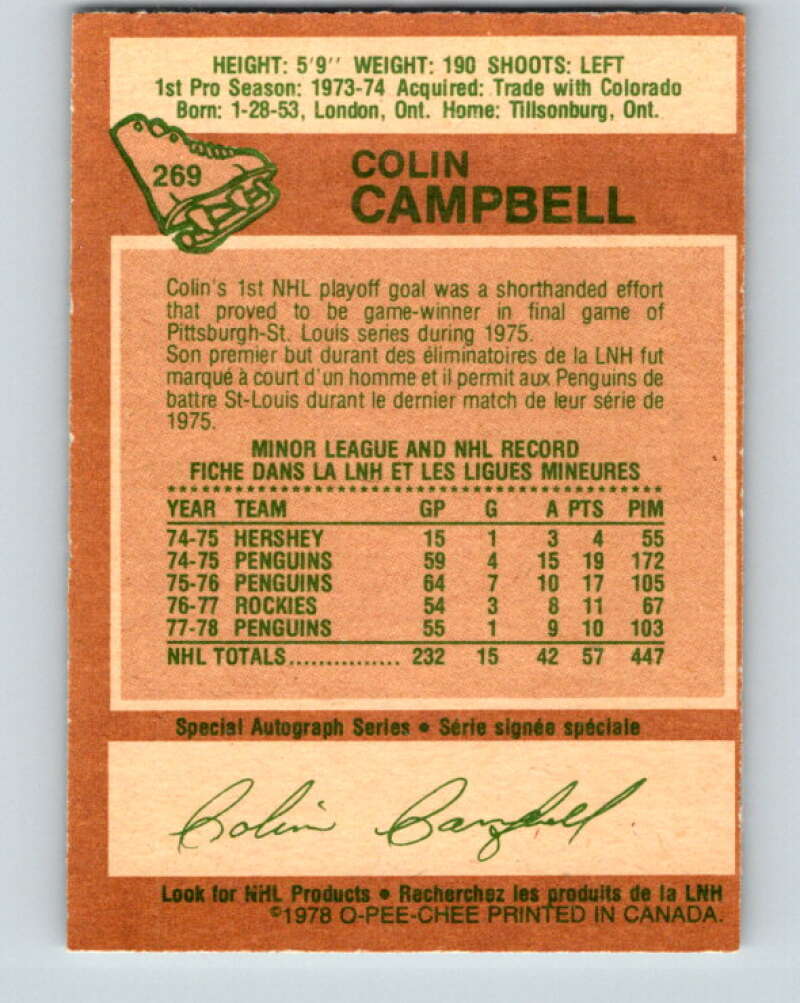 HEIGHT: 5'9'' WEIGHT: 190 SHOOTS: LEFT
1st Pro Season: 1973-74 Acquired: Trade with Colorado
Born: 1-28-53, London, Ont. Home: Tillsonburg, Ont.
269
COLIN
CAMPBELL
Colin's 1st NHL playoff goal was a shorthanded effort
that proved to be game-winner in final game of
Pittsburgh-St. Louis series during 1975.
Son premier but durant des éliminatoires de la LNH fut
marqué à court d'un homme et il permit aux Penguins de
battre St-Louis durant le dernier match de leur série de
1975.
MINOR LEAGUE AND NHL RECORD
FICHE DANS LA LNH ET LES LIGUES MINEURES
YEAR TEAM GP G A PTS PIM
74-75 HERSHEY 15 1 3 4 55
74-75 PENGUINS 59 4 15 19 172
75-76 PENGUINS 64 7 10 17 105
76-77 ROCKIES 54 3 8 11 67
77-78 PENGUINS 55 1 9 10 103
NHL TOTALS............... 232 15 42 57 447
Special Autograph Series • Série signée spéciale
Colin Campbell
Look for NHL Products • Recherchez les produits de la LNH
©1978 O-PEE-CHEE PRINTED IN CANADA.